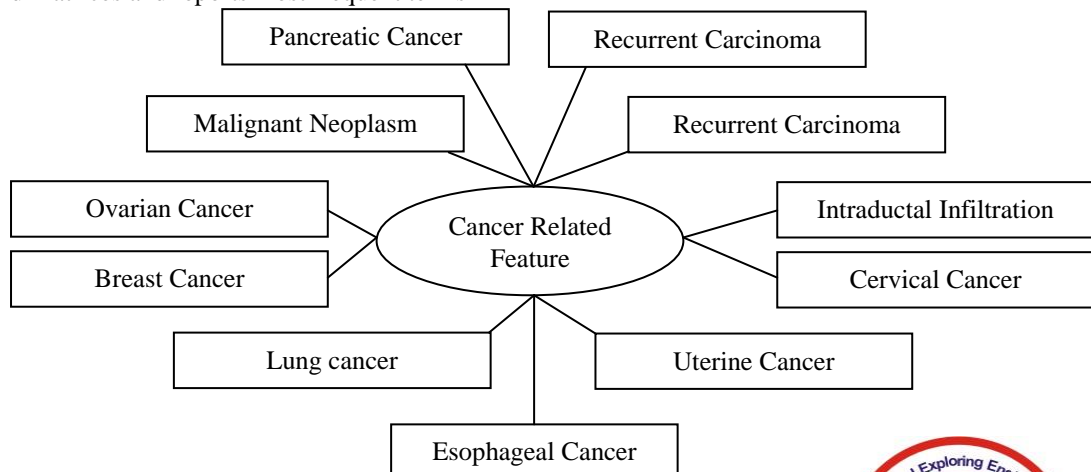 Pancreatic Cancer
Recurrent Carcinoma
Malignant Neoplasm
Recurrent Carcinoma
Ovarian Cancer
Intraductal Infiltration
Cancer Related
Feature
Breast Cancer
Cervical Cancer
Lung cancer
Uterine Cancer
Esophageal Cancer
Exploring